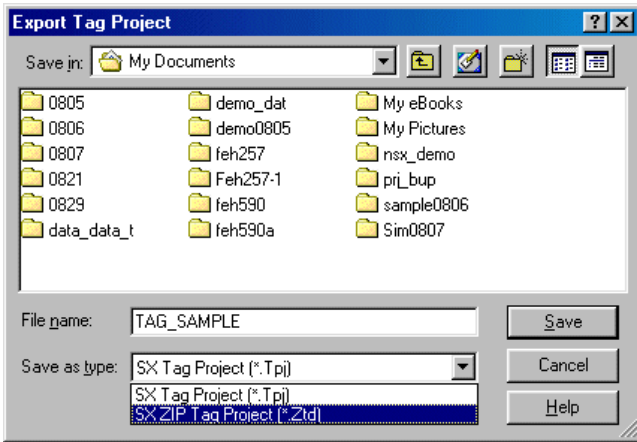 Export Tag Project
Save in: My Documents
0805 demo_dat My eBooks
0806 demo0805 My Pictures
0807 feh257 nsx_demo
0821 Feh257-1 prj_bup
0829 feh590 sample0806
data_data_t feh590a Sim0807
File name: TAG_SAMPLE Save
Save as type: SX Tag Project (*.Tpj) Cancel
SX Tag Project (*.Tpj)
SX ZIP Tag Project (*.Ztd) Help